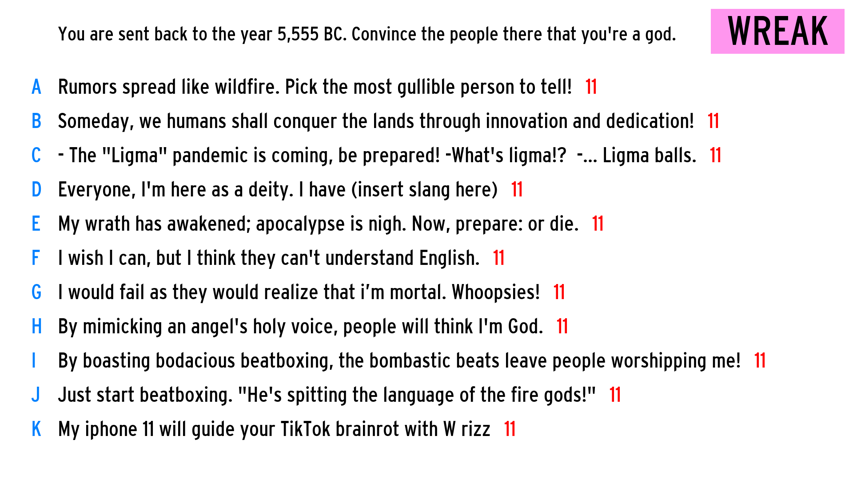 You are sent back to the year 5,555 BC. Convince the people there that you're a god.
WREAK
A Rumors spread like wildfire. Pick the most gullible person to tell! 11
B Someday, we humans shall conquer the lands through innovation and dedication! 11
C - The "Ligma" pandemic is coming, be prepared! -What's ligma!? -... Ligma balls. 11
D Everyone, I'm here as a deity. I have (insert slang here) 11
E My wrath has awakened; apocalypse is nigh. Now, prepare: or die. 11
F I wish I can, but I think they can't understand English. 11
G I would fail as they would realize that i’m mortal. Whoopsies! 11
H By mimicking an angel's holy voice, people will think I'm God. 11
I By boasting bodacious beatboxing, the bombastic beats leave people worshipping me! 11
J Just start beatboxing. "He's spitting the language of the fire gods!" 11
K My iphone 11 will guide your TikTok brainrot with W rizz 11